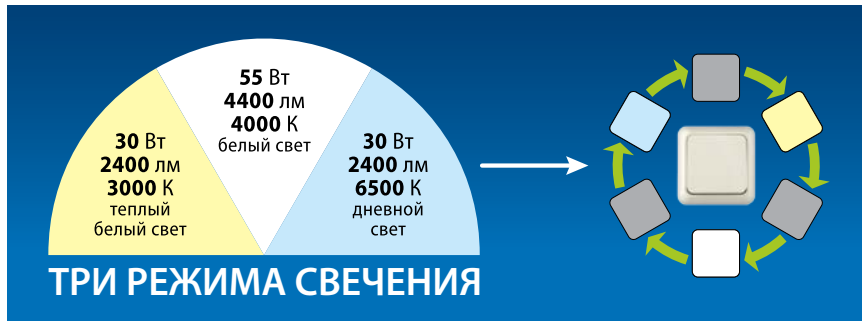 30 Вт
2400 лм
3000 К
теплый
белый свет
55 Вт
4400 лм
4000 К
белый свет
30 Вт
2400 лм
6500 К
дневной
свет
ТРИ РЕЖИМА СВЕЧЕНИЯ